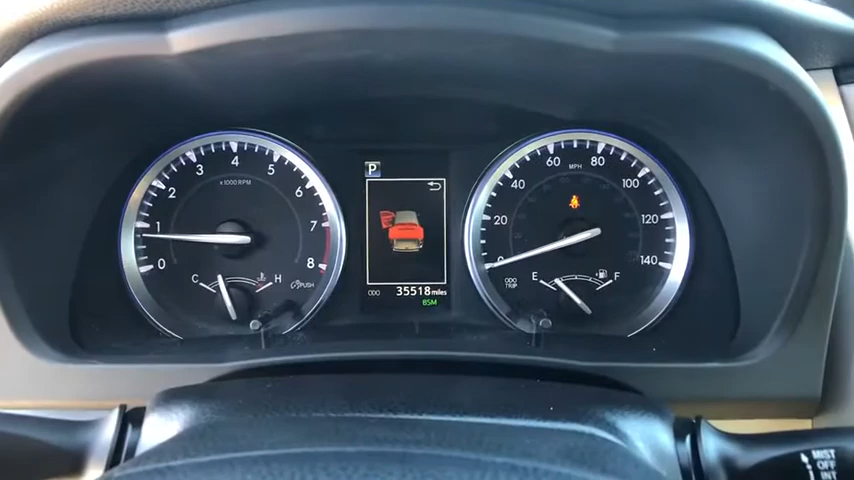 0 1 2 3 4 5 6 7 8
x1000 RPM
C H
PUSH
P
ODO 35518 miles
BSM
0 20 40 60 80 100 120 140
MPH
ODO
TRIP
E F
MIST
OFF
INT